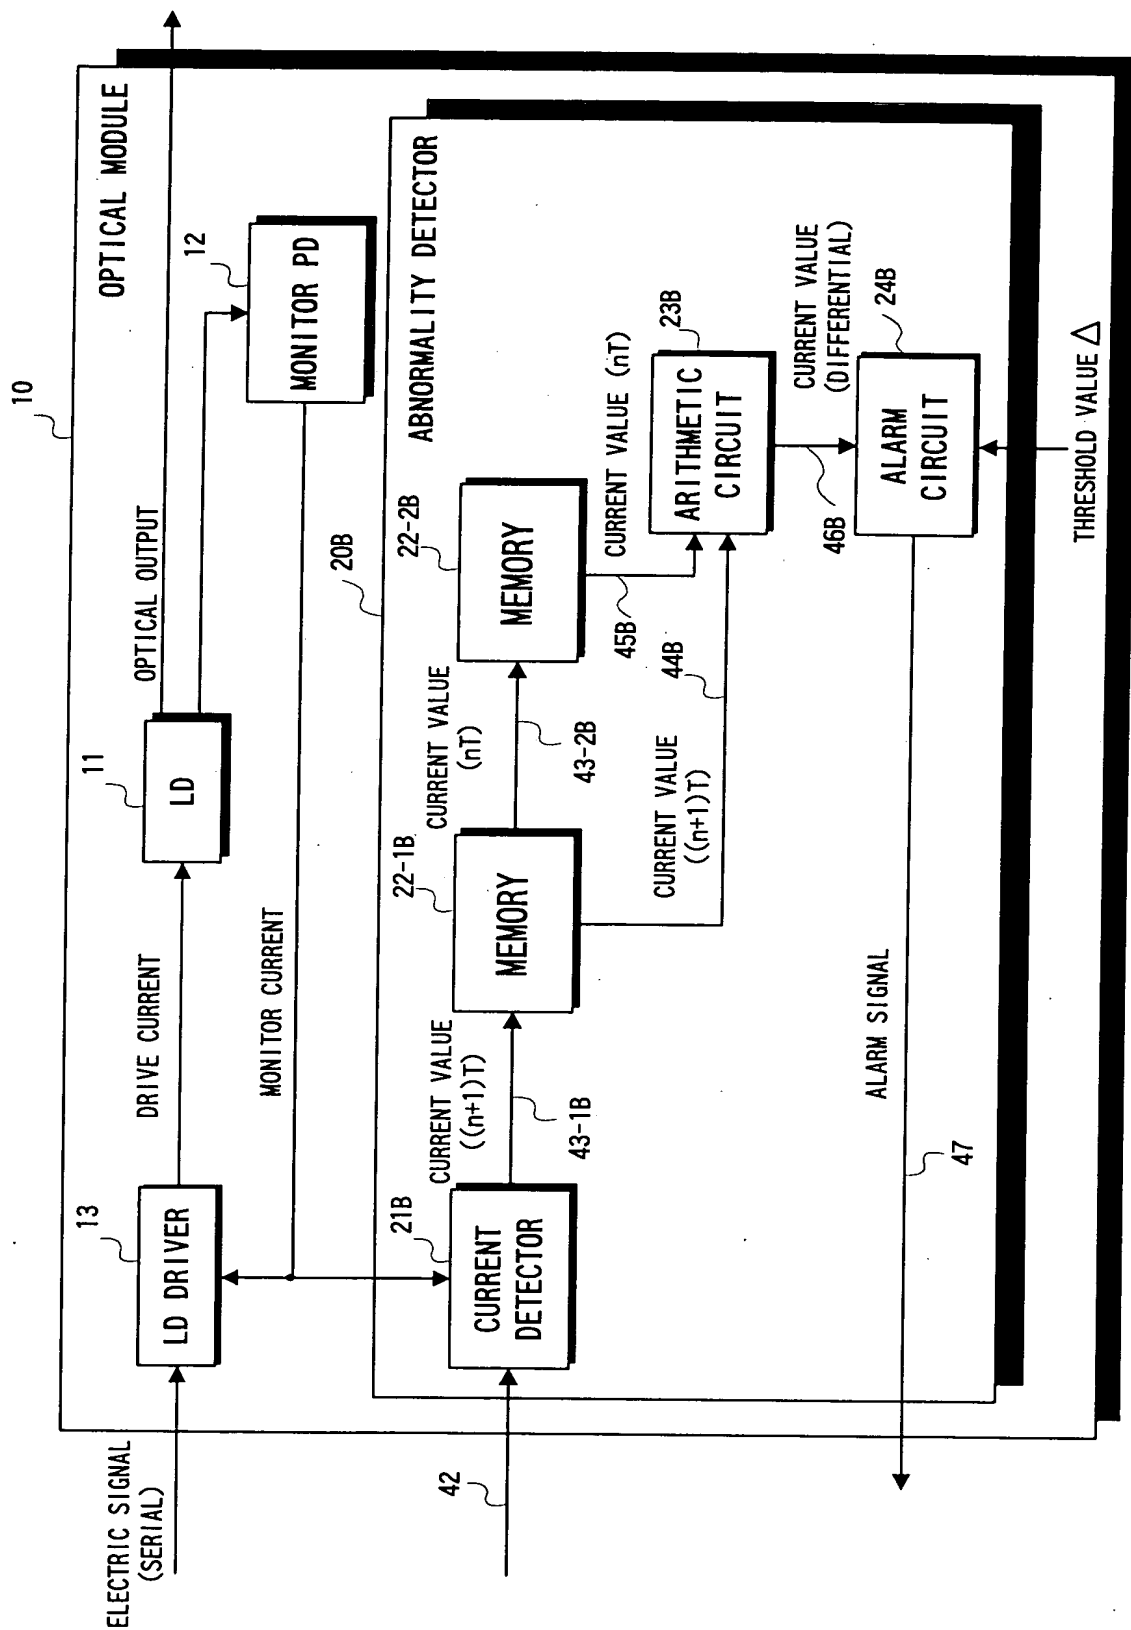 10
OPTICAL MODULE
ELECTRIC SIGNAL
(SERIAL)
13
LD DRIVER
DRIVE CURRENT
11
LD
OPTICAL OUTPUT
12
MONITOR PD
MONITOR CURRENT
20B
ABNORMALITY DETECTOR
42
21B
CURRENT
DETECTOR
CURRENT VALUE
((n+1)T)
43-1B
22-1B
MEMORY
CURRENT VALUE
(nT)
43-2B
22-2B
MEMORY
CURRENT VALUE (nT)
45B
44B
CURRENT VALUE
((n+1)T)
23B
ARITHMETIC
CIRCUIT
CURRENT VALUE
(DIFFERENTIAL)
46B
24B
ALARM
CIRCUIT
ALARM SIGNAL
47
THRESHOLD VALUE Δ